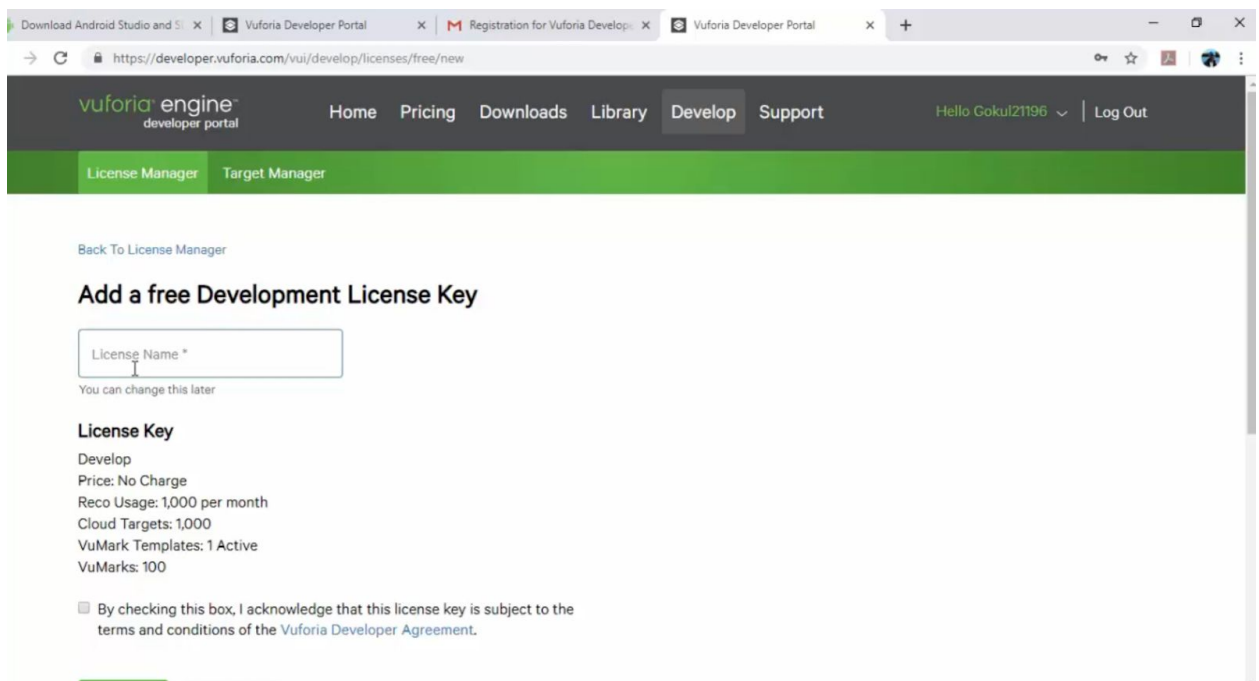 Download Android Studio and S
Vuforia Developer Portal
Registration for Vuforia Develope
Vuforia Developer Portal
https://developer.vuforia.com/vui/develop/licenses/free/new
vuforia engine
developer portal
Home
Pricing
Downloads
Library
Develop
Support
Hello Gokul21196
Log Out
License Manager
Target Manager
Back To License Manager
Add a free Development License Key
License Name *
You can change this later
License Key
Develop
Price: No Charge
Reco Usage: 1,000 per month
Cloud Targets: 1,000
VuMark Templates: 1 Active
VuMarks: 100
By checking this box, I acknowledge that this license key is subject to the
terms and conditions of the Vuforia Developer Agreement.